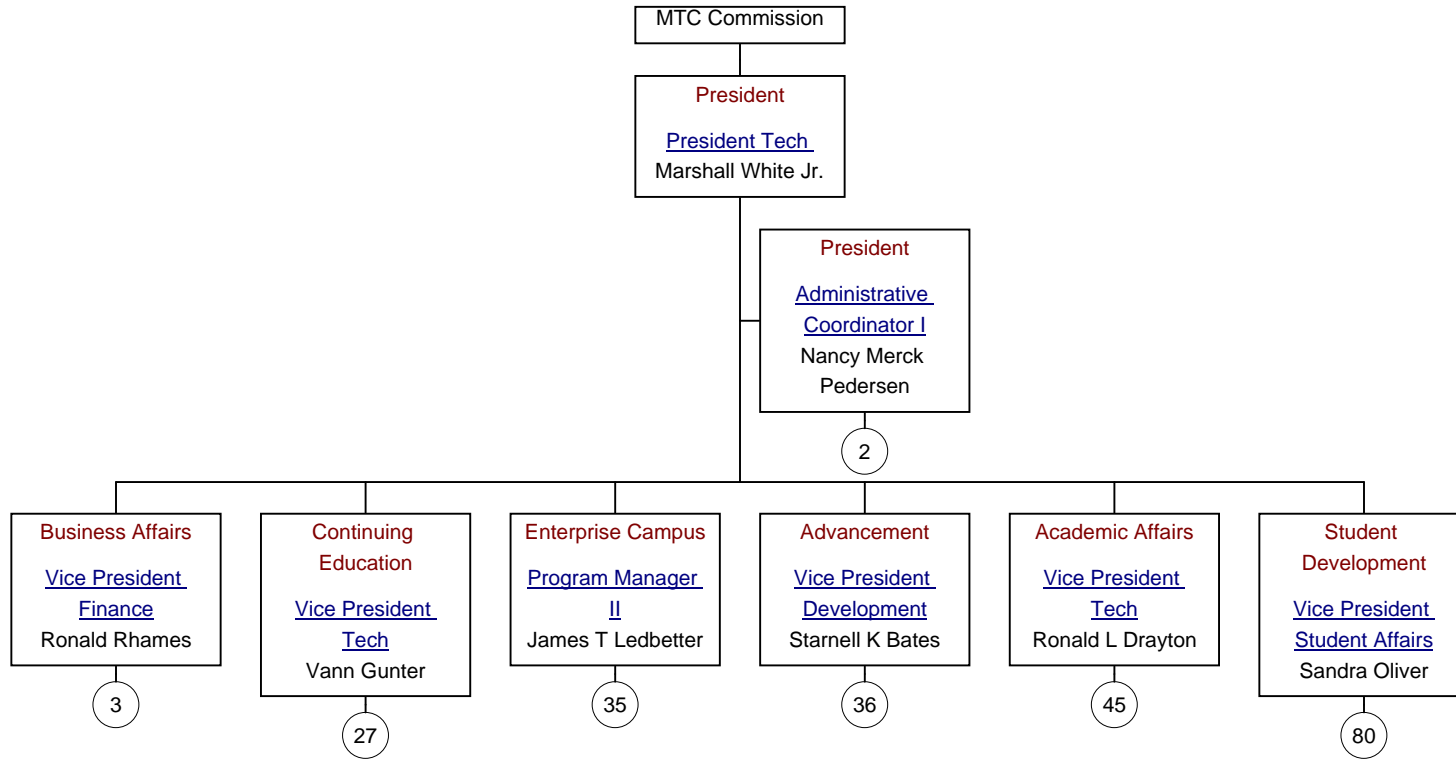 MTC Commission
President
President Tech
Marshall White Jr.
President
Administrative
Coordinator I
Nancy Merck
Pedersen
2
Business Affairs
Vice President
Finance
Ronald Rhames
3
Continuing
Education
Vice President
Tech
Vann Gunter
27
Enterprise Campus
Program Manager
II
James T Ledbetter
35
Advancement
Vice President
Development
Starnell K Bates
36
Academic Affairs
Vice President
Tech
Ronald L Drayton
45
Student
Development
Vice President
Student Affairs
Sandra Oliver
80